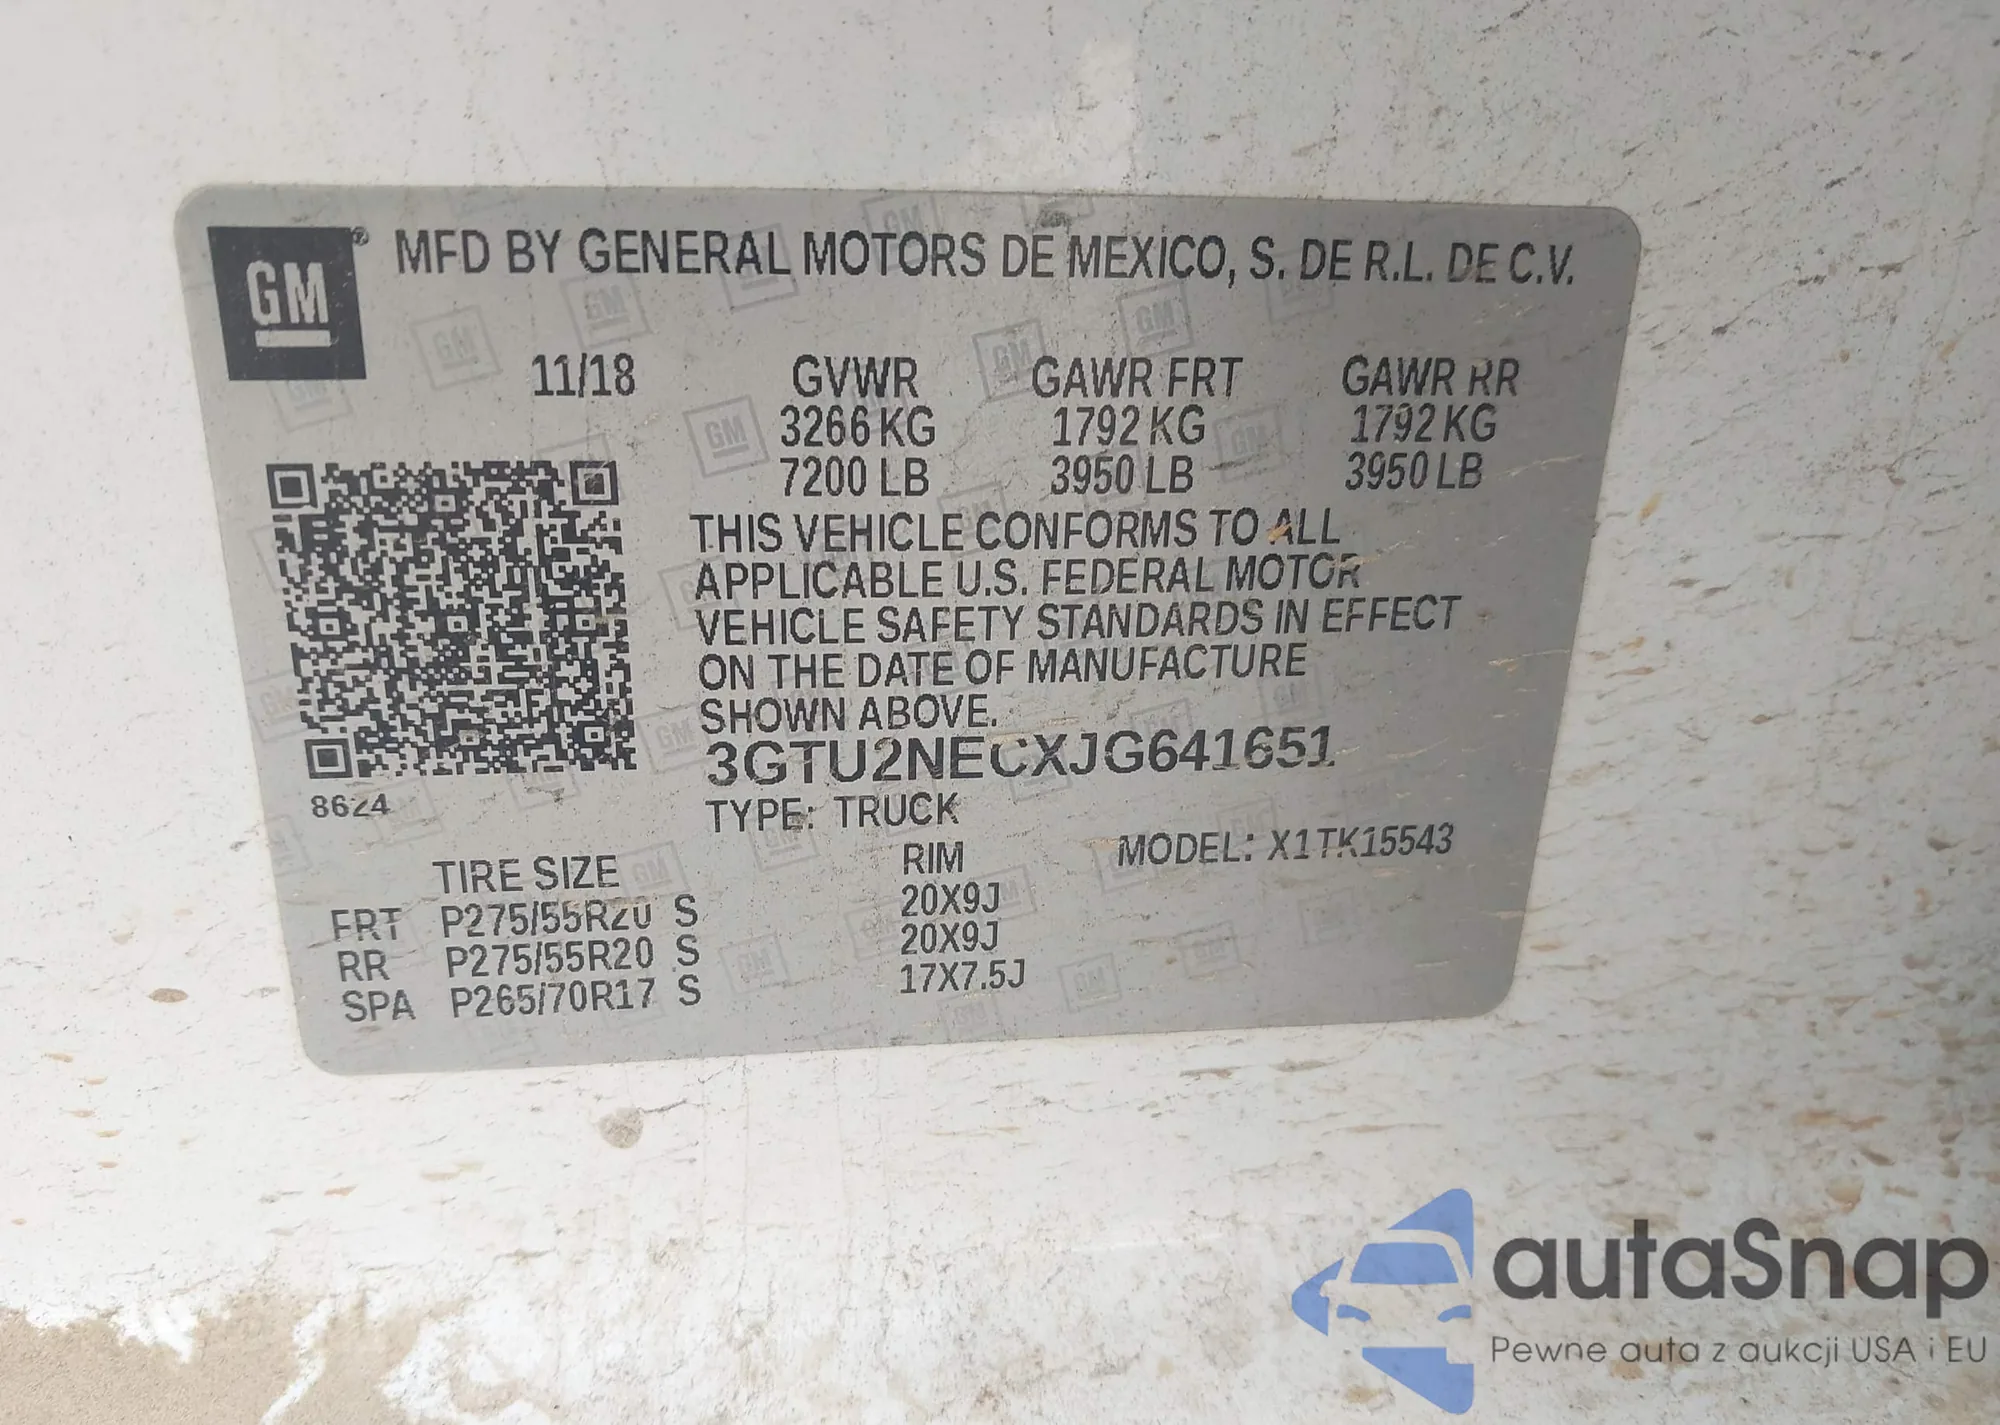 GM® MFD BY GENERAL MOTORS DE MEXICO, S. DE R.L. DE C.V.
11/18 GVWR GAWR FRT GAWR RR
3266 KG 1792 KG 1792 KG
7200 LB 3950 LB 3950 LB
THIS VEHICLE CONFORMS TO ALL
APPLICABLE U.S. FEDERAL MOTOR
VEHICLE SAFETY STANDARDS IN EFFECT
ON THE DATE OF MANUFACTURE
SHOWN ABOVE.
3GTU2NECXJG641651
8624
TYPE: TRUCK
MODEL: X1TK15543
TIRE SIZE RIM
FRT P275/55R20 S 20X9J
RR P275/55R20 S 20X9J
SPA P265/70R17 S 17X7.5J
autaSnap
Pewne auta z aukcji USA i EU